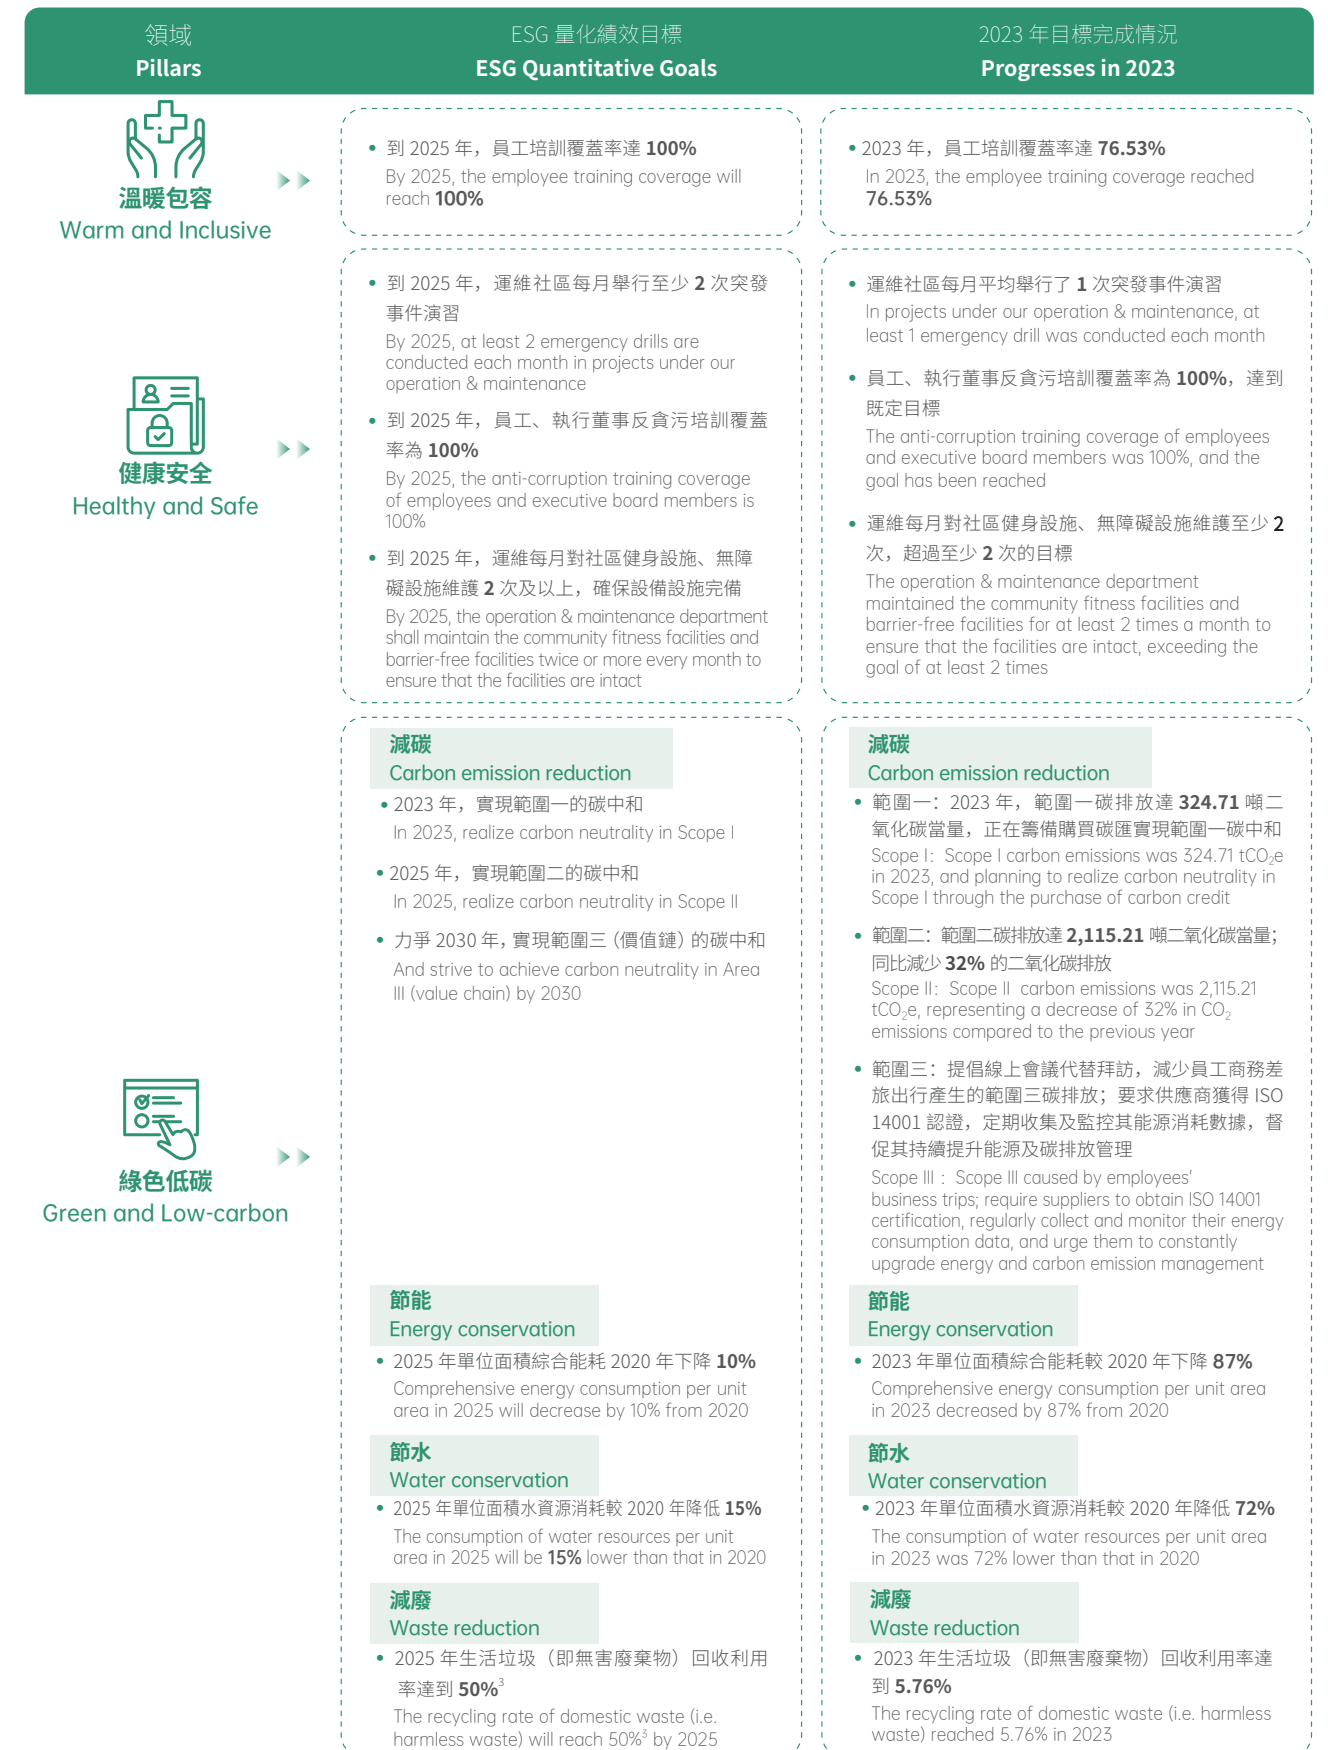 領域
Pillars
ESG 量化績效目標
ESG Quantitative Goals
2023 年目標完成情況
Progresses in 2023
溫暖包容
Warm and Inclusive
• 到 2025 年，員工培訓覆蓋率達 100%
By 2025, the employee training coverage will
reach 100%
• 2023 年，員工培訓覆蓋率達 76.53%
In 2023, the employee training coverage reached
76.53%
健康安全
Healthy and Safe
• 到 2025 年，運維社區每月舉行至少 2 次突發
事件演習
By 2025, at least 2 emergency drills are
conducted each month in projects under our
operation & maintenance
• 到 2025 年，員工、執行董事反貪污培訓覆蓋
率為 100%
By 2025, the anti-corruption training coverage
of employees and executive board members is
100%
• 到 2025 年，運維每月對社區健身設施、無障
礙設施維護 2 次及以上，確保設備設施完備
By 2025, the operation & maintenance department
shall maintain the community fitness facilities and
barrier-free facilities twice or more every month to
ensure that the facilities are intact
• 運維社區每月平均舉行了 1 次突發事件演習
In projects under our operation & maintenance, at
least 1 emergency drill was conducted each month
• 員工、執行董事反貪污培訓覆蓋率為 100%，達到
既定目標
The anti-corruption training coverage of employees
and executive board members was 100%, and the
goal has been reached
• 運維每月對社區健身設施、無障礙設施維護至少 2
次，超過至少 2 次的目標
The operation & maintenance department
maintained the community fitness facilities and
barrier-free facilities for at least 2 times a month to
ensure that the facilities are intact, exceeding the
goal of at least 2 times
綠色低碳
Green and Low-carbon
減碳
Carbon emission reduction
• 2023 年，實現範圍一的碳中和
In 2023, realize carbon neutrality in Scope I
• 2025 年，實現範圍二的碳中和
In 2025, realize carbon neutrality in Scope II
• 力爭 2030 年，實現範圍三（價值鏈）的碳中和
And strive to achieve carbon neutrality in Area
III (value chain) by 2030
節能
Energy conservation
• 2025 年單位面積綜合能耗 2020 年下降 10%
Comprehensive energy consumption per unit
area in 2025 will decrease by 10% from 2020
節水
Water conservation
• 2025 年單位面積水資源消耗較 2020 年降低 15%
The consumption of water resources per unit
area in 2025 will be 15% lower than that in 2020
減廢
Waste reduction
• 2025 年生活垃圾（即無害廢棄物）回收利用
率達到 50%³
The recycling rate of domestic waste (i.e.
harmless waste) will reach 50%³ by 2025
減碳
Carbon emission reduction
• 範圍一：2023 年，範圍一碳排放達 324.71 噸二
氧化碳當量，正在籌備購買碳匯實現範圍一碳中和
Scope I: Scope I carbon emissions was 324.71 tCO₂e
in 2023, and planning to realize carbon neutrality in
Scope I through the purchase of carbon credit
• 範圍二：範圍二碳排放達 2,115.21 噸二氧化碳當量；
同比減少 32% 的二氧化碳排放
Scope II: Scope II carbon emissions was 2,115.21
tCO₂e, representing a decrease of 32% in CO₂
emissions compared to the previous year
• 範圍三：提倡線上會議代替拜訪，減少員工商務差
旅出行產生的範圍三碳排放；要求供應商獲得 ISO
14001 認證，定期收集及監控其能源消耗數據，督
促其持續提升能源及碳排放管理
Scope III : Scope III caused by employees'
business trips; require suppliers to obtain ISO 14001
certification, regularly collect and monitor their energy
consumption data, and urge them to constantly
upgrade energy and carbon emission management
節能
Energy conservation
• 2023 年單位面積綜合能耗較 2020 年下降 87%
Comprehensive energy consumption per unit area
in 2023 decreased by 87% from 2020
節水
Water conservation
• 2023 年單位面積水資源消耗較 2020 年降低 72%
The consumption of water resources per unit area
in 2023 was 72% lower than that in 2020
減廢
Waste reduction
• 2023 年生活垃圾（即無害廢棄物）回收利用率達
到 5.76%
The recycling rate of domestic waste (i.e. harmless
waste) reached 5.76% in 2023